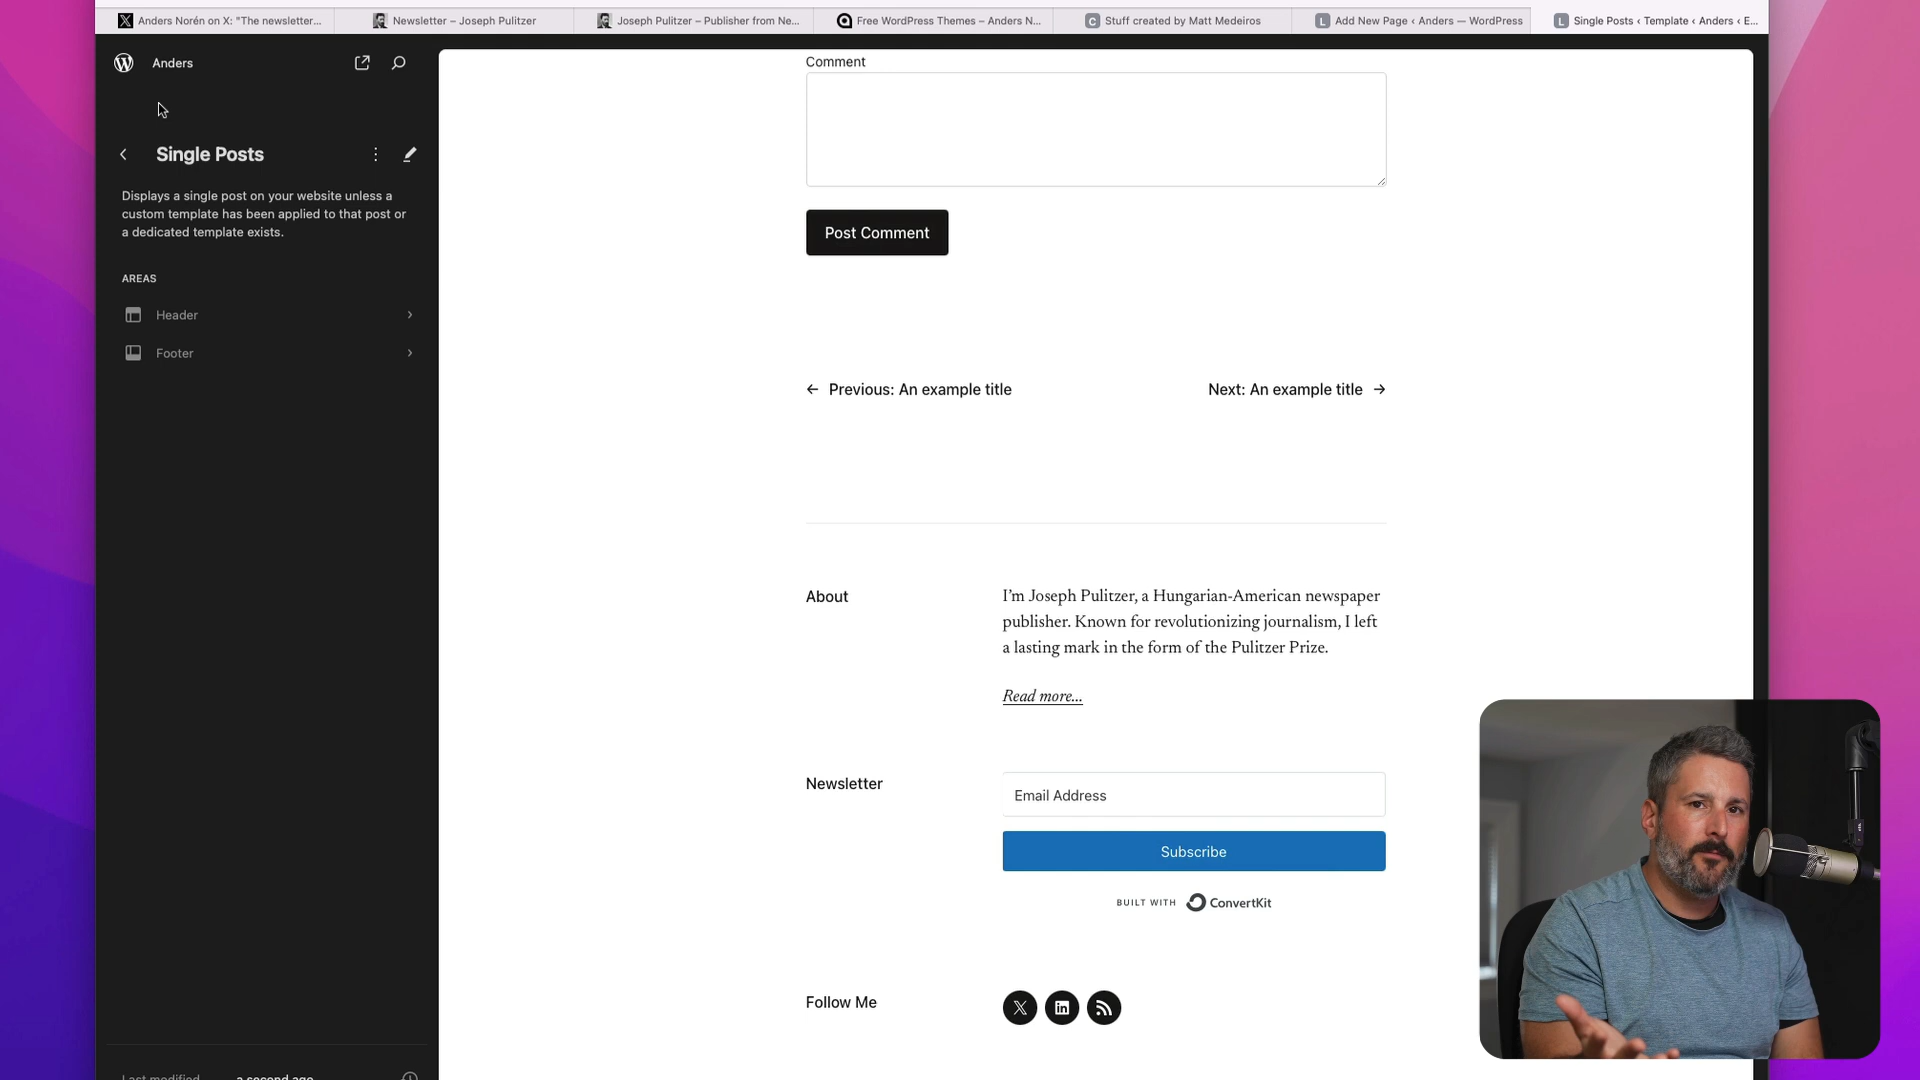 Anders Norén on X: "The newsletter...
Newsletter – Joseph Pulitzer
Joseph Pulitzer – Publisher from Ne...
Free WordPress Themes – Anders N...
C Stuff created by Matt Medeiros
L Add New Page ‹ Anders — WordPress
L Single Posts ‹ Template ‹ Anders ‹ E...
Anders
Single Posts
Displays a single post on your website unless a
custom template has been applied to that post or
a dedicated template exists.
AREAS
Header
Footer
Last modified a second ago
Comment
Post Comment
← Previous: An example title
Next: An example title →
About
I'm Joseph Pulitzer, a Hungarian-American newspaper
publisher. Known for revolutionizing journalism, I left
a lasting mark in the form of the Pulitzer Prize.
Read more...
Newsletter
Email Address
Subscribe
BUILT WITH ConvertKit
Follow Me